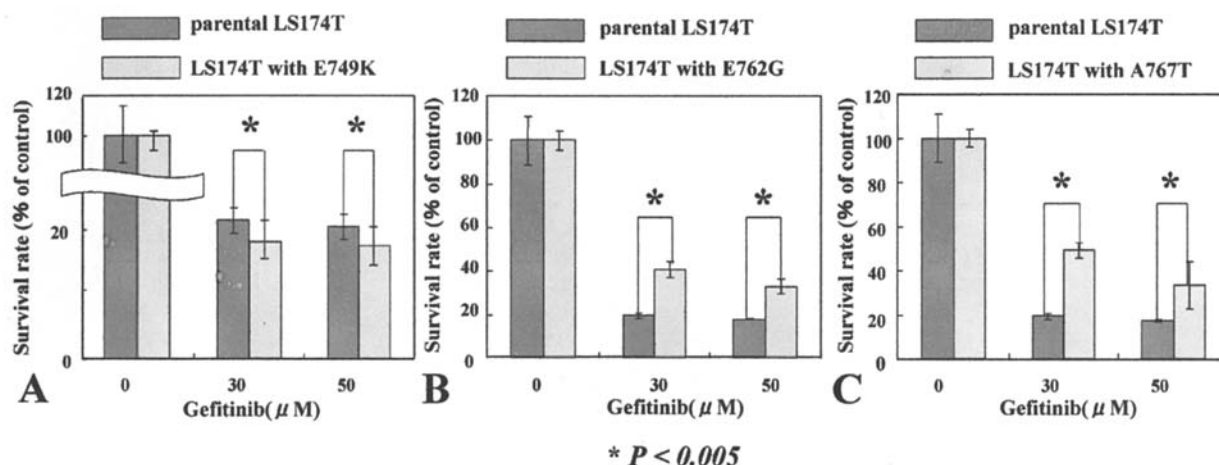 parental LS174T
LS174T with E749K
Survival rate (% of control)
120
100
20
0
0
30
50
*
*
Gefitinib(μ M)
A
parental LS174T
LS174T with E762G
Survival rate (% of control)
120
100
80
60
40
20
0
0
30
50
*
*
Gefitinib(μ M)
B
parental LS174T
LS174T with A767T
Survival rate (% of control)
120
100
80
60
40
20
0
0
30
50
*
*
Gefitinib(μ M)
C
* P < 0.005